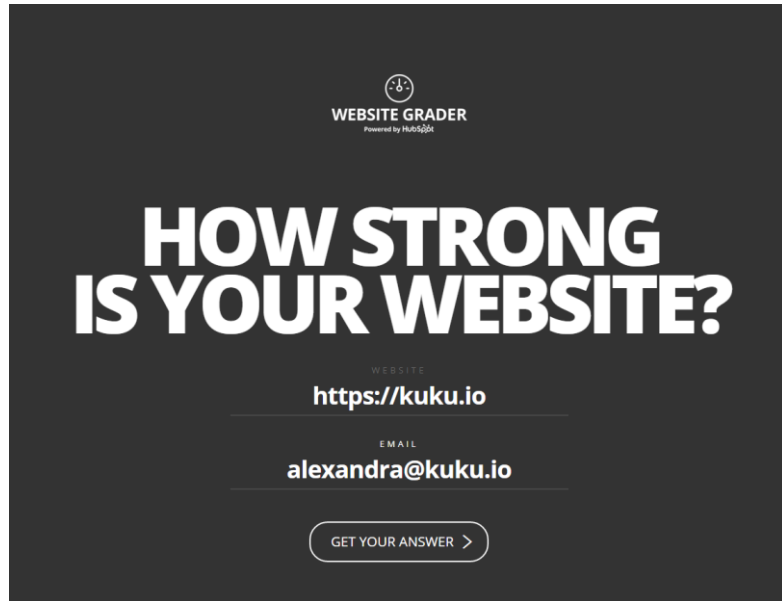 WEBSITE GRADER
Powered by HubSpot
HOW STRONG
IS YOUR WEBSITE?
WEBSITE
https://kuku.io
EMAIL
alexandra@kuku.io
GET YOUR ANSWER